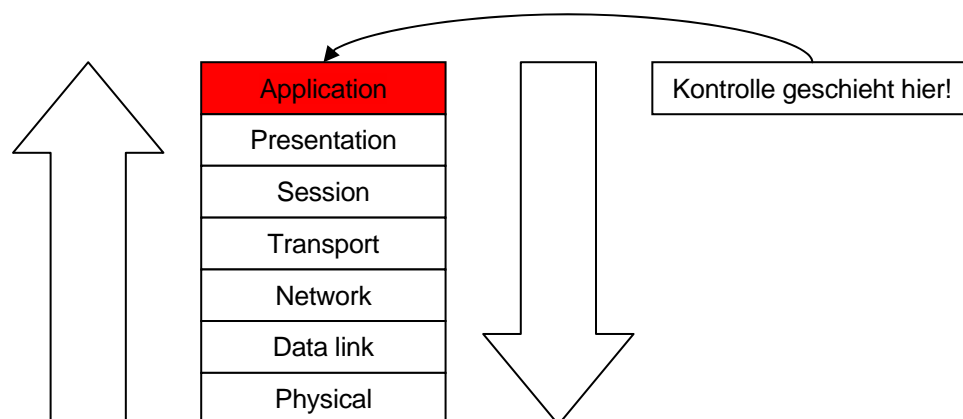 Application
Kontrolle geschieht hier!
Presentation
Session
Transport
Network
Data link
Physical